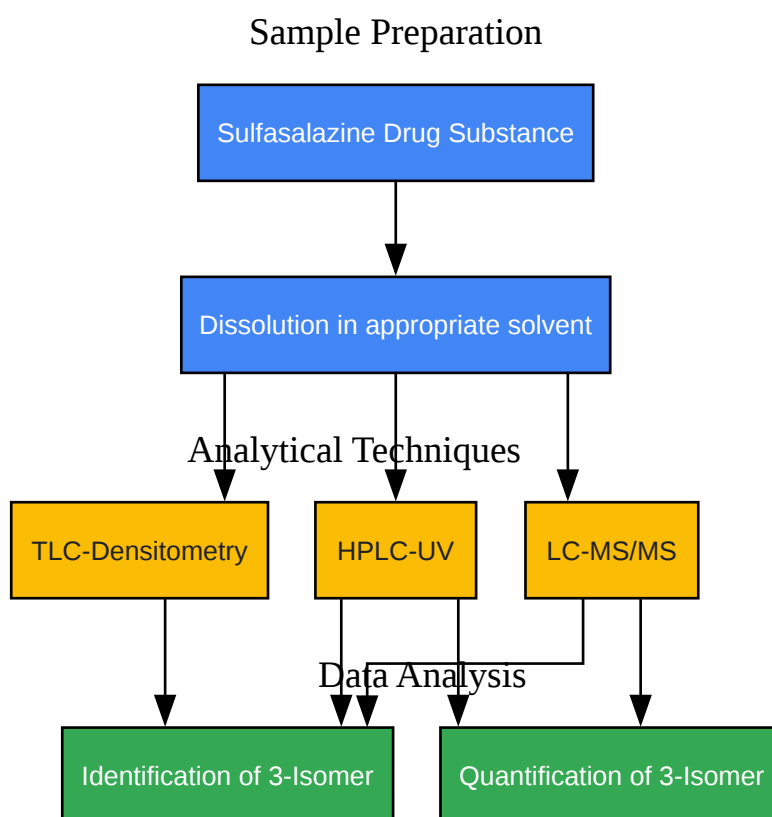 Sample Preparation
Sulfasalazine Drug Substance
Dissolution in appropriate solvent
Analytical Techniques
TLC-Densitometry
HPLC-UV
LC-MS/MS
Data Analysis
Identification of 3-Isomer
Quantification of 3-Isomer